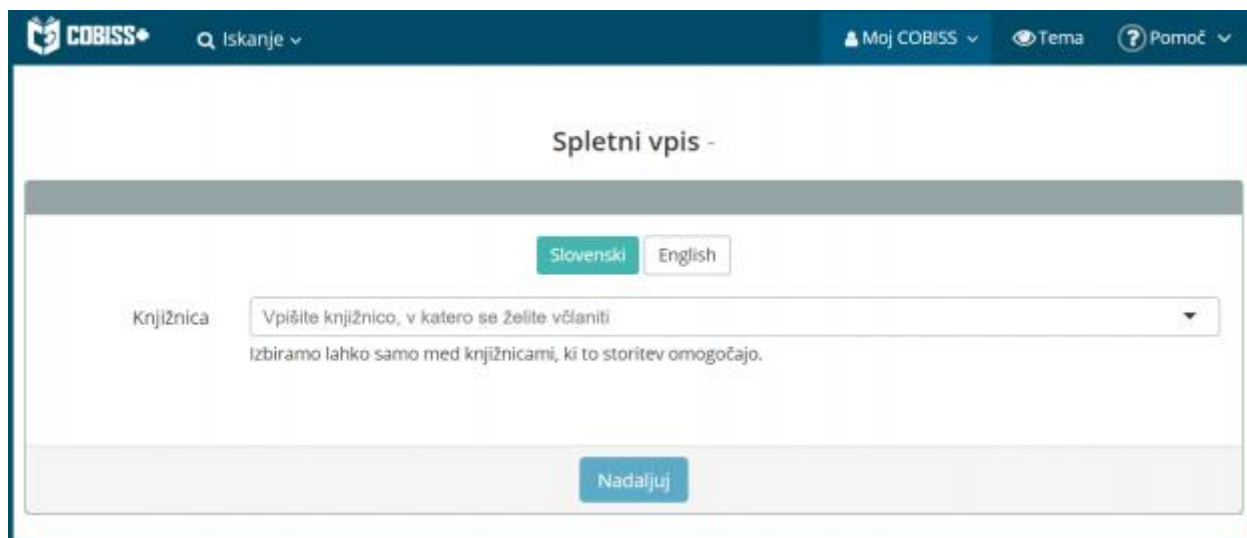 COBISS+ Iskanje Moj COBISS Tema ? Pomoč
Spletni vpis -
Slovenski English
Knjižnica Vpišite knjižnico, v katero se želite včlaniti
Izbiramo lahko samo med knjižnicami, ki to storitev omogočajo.
Nadaljuj